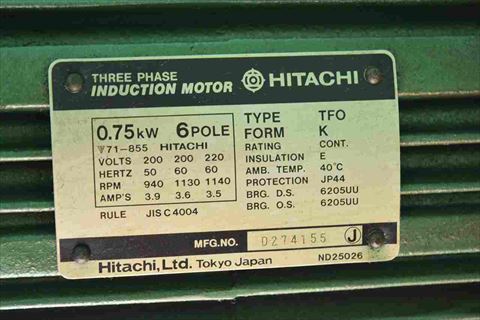 THREE PHASE
INDUCTION MOTOR HITACHI
0.75kW 6POLE
71-855 HITACHI
VOLTS 200 200 220
HERTZ 50 60 60
RPM 940 1130 1140
AMP'S 3.9 3.6 3.5
RULE JIS C 4004
TYPE TFO
FORM K
RATING CONT.
INSULATION E
AMB. TEMP. 40°C
PROTECTION JP44
BRG. D.S. 6205UU
BRG. O.S. 6205UU
MFG.NO. D274155 J
Hitachi, Ltd. Tokyo Japan ND25026